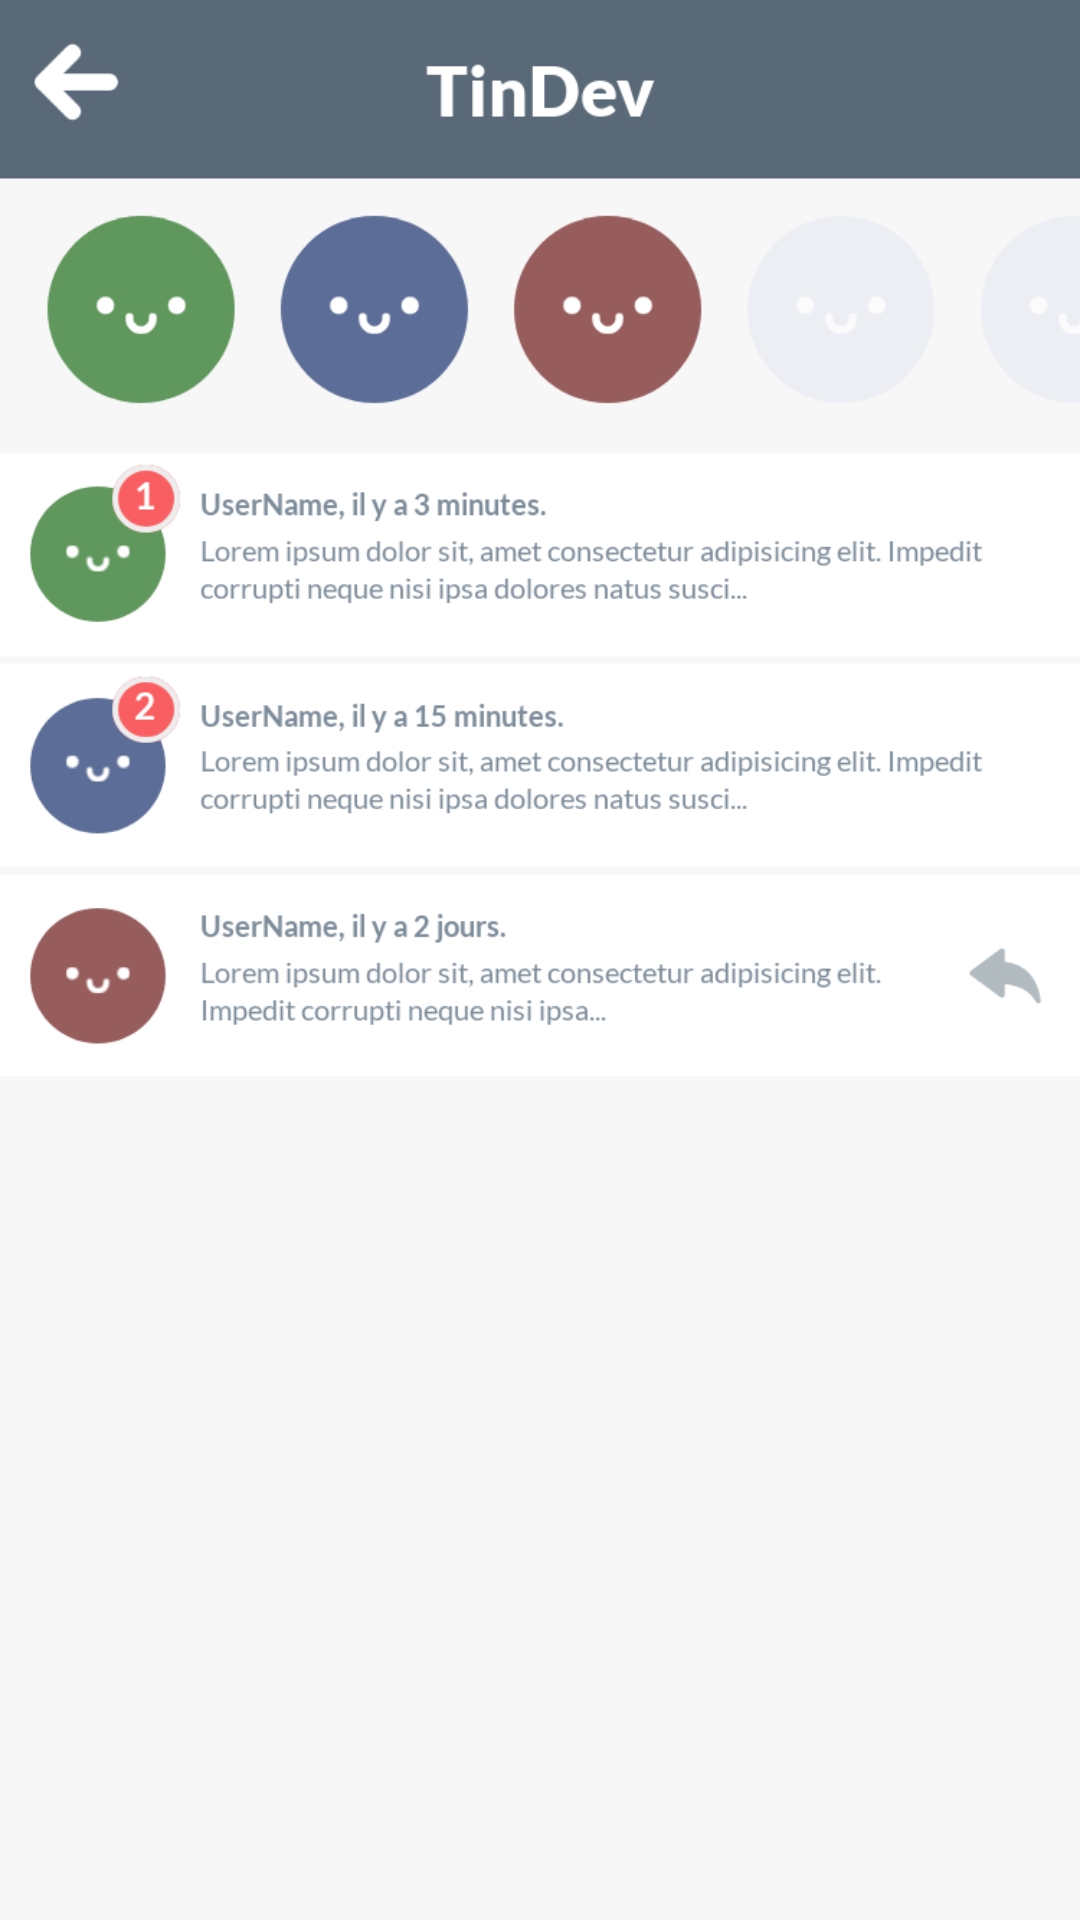 TinDev
1
UserName, il y a 3 minutes.
Lorem ipsum dolor sit, amet consectetur adipisicing elit. Impedit
corrupti neque nisi ipsa dolores natus susci...
2
UserName, il y a 15 minutes.
Lorem ipsum dolor sit, amet consectetur adipisicing elit. Impedit
corrupti neque nisi ipsa dolores natus susci...
UserName, il y a 2 jours.
Lorem ipsum dolor sit, amet consectetur adipisicing elit.
Impedit corrupti neque nisi ipsa...